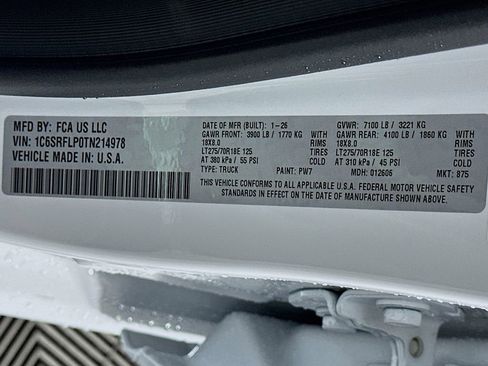 MFD BY: FCA US LLC
VIN: 1C6SRFLP0TN214978
VEHICLE MADE IN: U.S.A.
DATE OF MFR (BUILT): 1-26
GVWR: 7100 LB / 3221 KG
GAWR FRONT: 3900 LB / 1770 KG WITH
GAWR REAR: 4100 LB / 1860 KG WITH
18X8.0 RIMS
18X8.0 RIMS
LT275/70R18E 125 TIRES
LT275/70R18E 125 TIRES
AT 380 kPa / 55 PSI COLD
AT 310 kPa / 45 PSI COLD
TYPE: TRUCK PAINT: PW7 MDH: 012606 MKT: 875
THIS VEHICLE CONFORMS TO ALL APPLICABLE U.S.A. FEDERAL MOTOR VEHICLE SAFETY
STANDARDS IN EFFECT ON THE DATE OF MANUFACTURE SHOWN ABOVE.